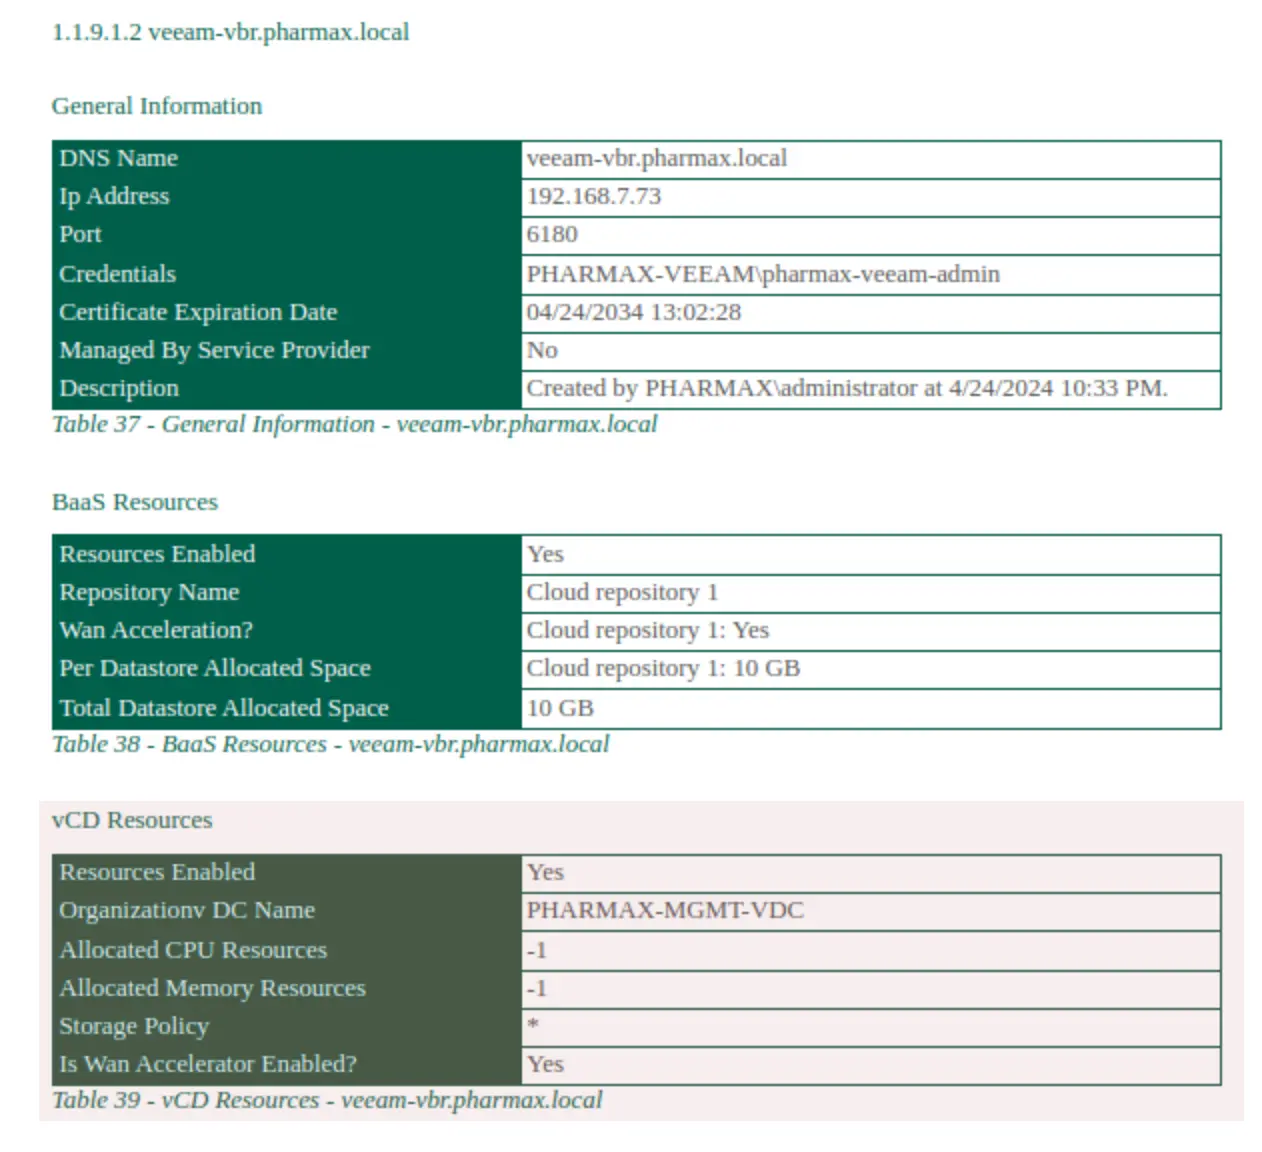 1.1.9.1.2 veeam-vbr.pharmax.local
General Information
DNS Name veeam-vbr.pharmax.local
Ip Address 192.168.7.73
Port 6180
Credentials PHARMAX-VEEAM\pharmax-veeam-admin
Certificate Expiration Date 04/24/2034 13:02:28
Managed By Service Provider No
Description Created by PHARMAX\administrator at 4/24/2024 10:33 PM.
Table 37 - General Information - veeam-vbr.pharmax.local
BaaS Resources
Resources Enabled Yes
Repository Name Cloud repository 1
Wan Acceleration? Cloud repository 1: Yes
Per Datastore Allocated Space Cloud repository 1: 10 GB
Total Datastore Allocated Space 10 GB
Table 38 - BaaS Resources - veeam-vbr.pharmax.local
vCD Resources
Resources Enabled Yes
Organizationv DC Name PHARMAX-MGMT-VDC
Allocated CPU Resources -1
Allocated Memory Resources -1
Storage Policy *
Is Wan Accelerator Enabled? Yes
Table 39 - vCD Resources - veeam-vbr.pharmax.local